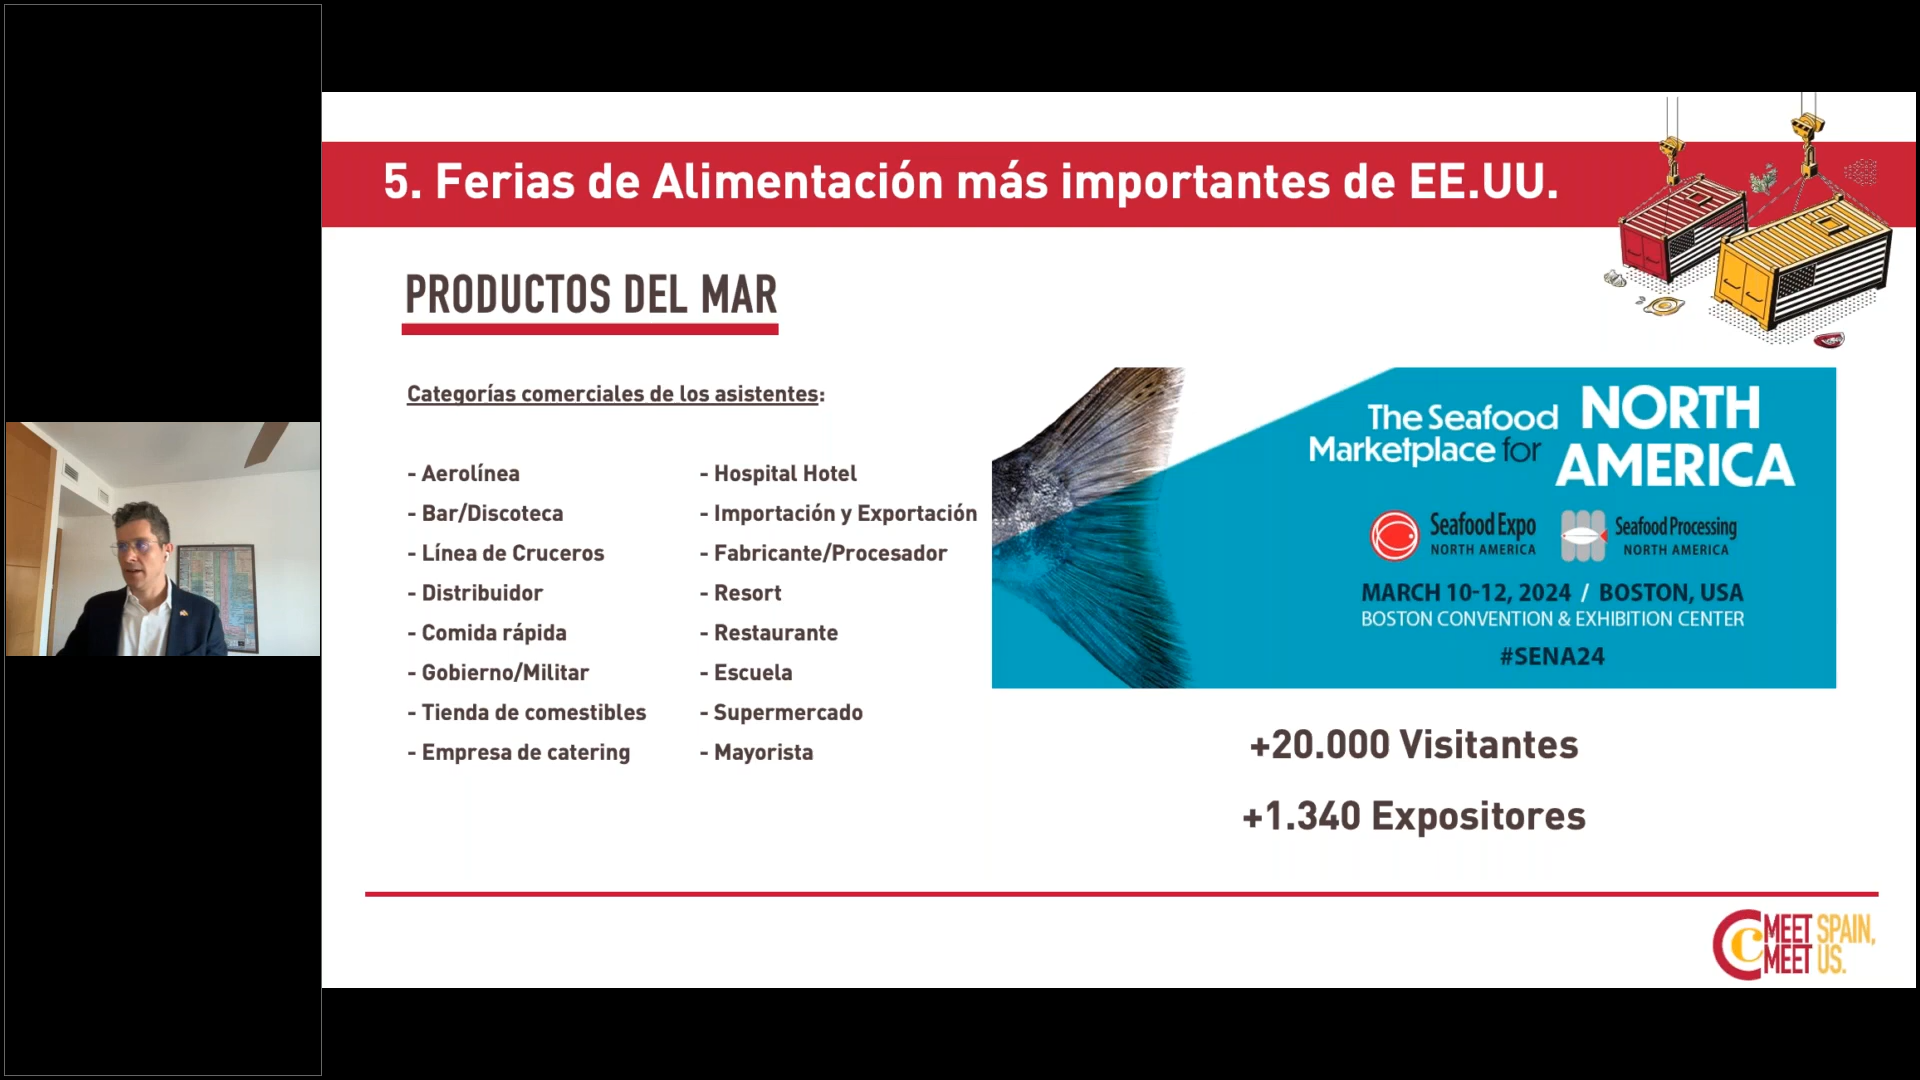 5. Ferias de Alimentación más importantes de EE.UU.
PRODUCTOS DEL MAR
Categorías comerciales de los asistentes:
- Aerolínea
- Bar/Discoteca
- Línea de Cruceros
- Distribuidor
- Comida rápida
- Gobierno/Militar
- Tienda de comestibles
- Empresa de catering
- Hospital Hotel
- Importación y Exportación
- Fabricante/Procesador
- Resort
- Restaurante
- Escuela
- Supermercado
- Mayorista
The Seafood
Marketplace for
NORTH
AMERICA
Seafood Expo
NORTH AMERICA
Seafood Processing
NORTH AMERICA
MARCH 10-12, 2024 / BOSTON, USA
BOSTON CONVENTION & EXHIBITION CENTER
#SENA24
+20.000 Visitantes
+1.340 Expositores
MEET SPAIN,
MEET US.